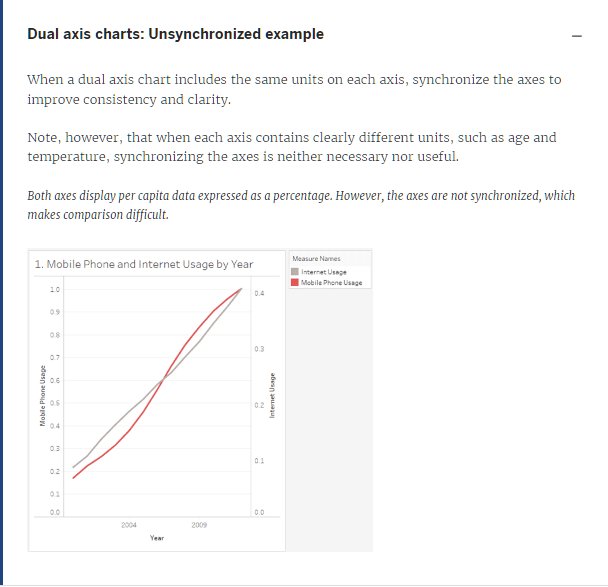 Dual axis charts: Unsynchronized example
When a dual axis chart includes the same units on each axis, synchronize the axes to
improve consistency and clarity.
Note, however, that when each axis contains clearly different units, such as age and
temperature, synchronizing the axes is neither necessary nor useful.
Both axes display per capita data expressed as a percentage. However, the axes are not synchronized, which
makes comparison difficult.
1. Mobile Phone and Internet Usage by Year
Measure Names
Internet Usage
Mobile Phone Usage
1.0
0.9
0.8
0.7
0.6
0.5
0.4
0.3
0.2
0.1
0.0
Mobile Phone Usage
0.4
0.3
0.2
0.1
0.0
Internet Usage
2004
2009
Year